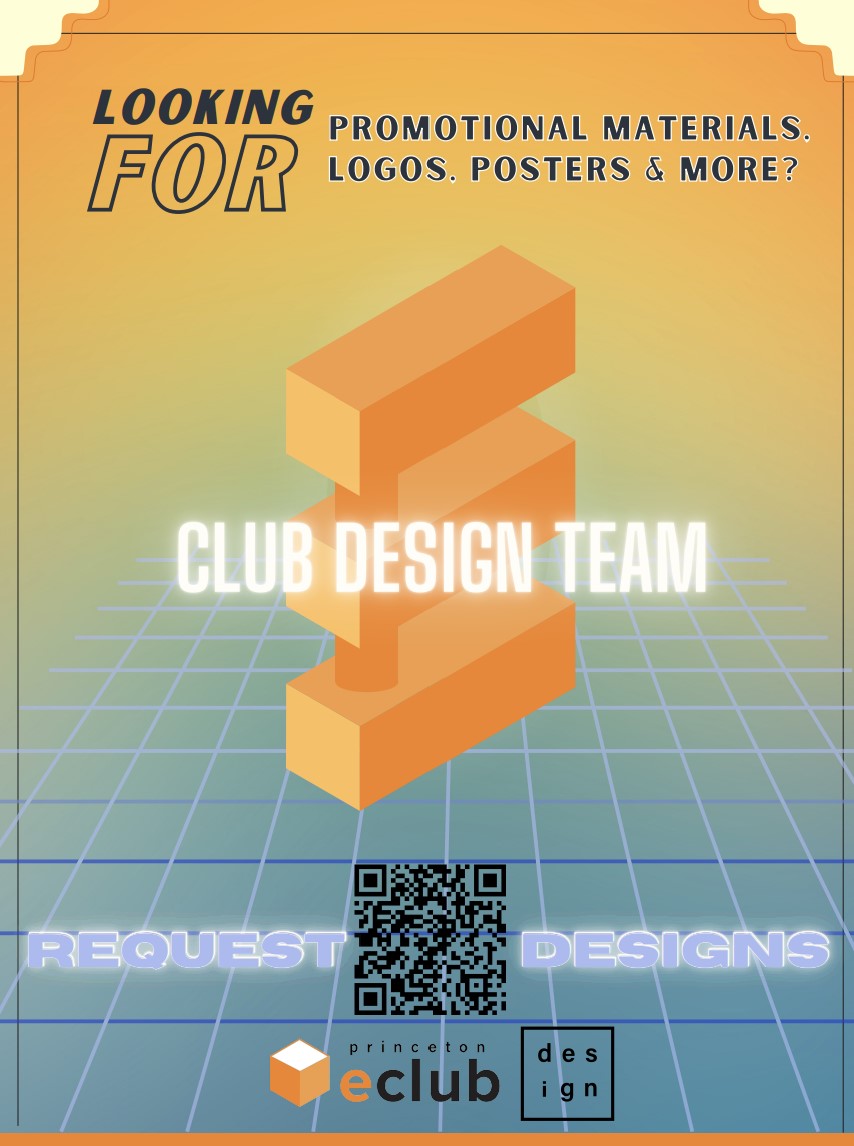 LOOKING
FOR
PROMOTIONAL MATERIALS,
LOGOS, POSTERS & MORE?
CLUB DESIGN TEAM
REQUEST DESIGNS
princeton
eclub
des
ign